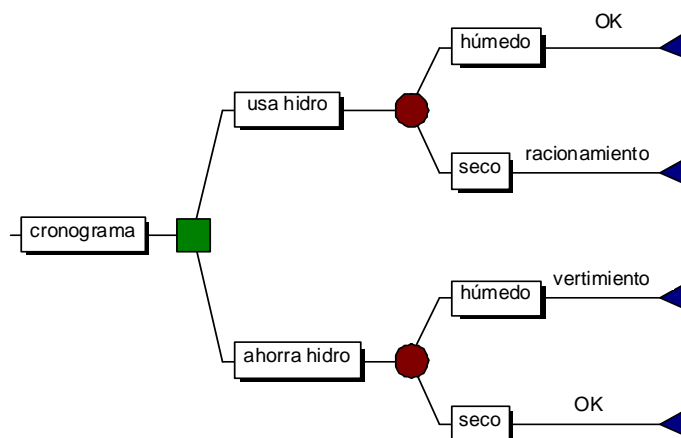 OK
húmedo
usa hidro
seco
racionamiento
cronograma
húmedo
vertimiento
ahorra hidro
seco
OK